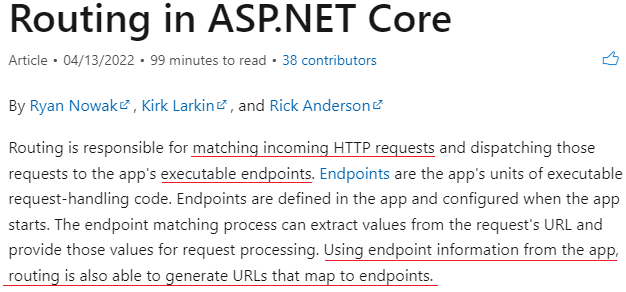 Routing in ASP.NET Core
Article • 04/13/2022 • 99 minutes to read • 38 contributors
By Ryan Nowak , Kirk Larkin , and Rick Anderson
Routing is responsible for matching incoming HTTP requests and dispatching those
requests to the app's executable endpoints. Endpoints are the app's units of executable
request-handling code. Endpoints are defined in the app and configured when the app
starts. The endpoint matching process can extract values from the request's URL and
provide those values for request processing. Using endpoint information from the app,
routing is also able to generate URLs that map to endpoints.